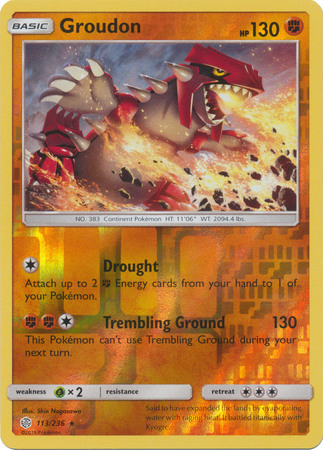 BASIC Groudon HP 130
NO. 383 Continent Pokémon HT: 11'06" WT: 2094.4 lbs.
Drought
Attach up to 2 Energy cards from your hand to 1 of
your Pokémon.
Trembling Ground 130
This Pokémon can't use Trembling Ground during
your next turn.
weakness ×2 resistance retreat
Illus. Shin Nagasawa
113/236 ★
Said to have expanded the lands by evaporating
water with raging heat. It battled titanically with
Kyogre.
©2019 Pokémon